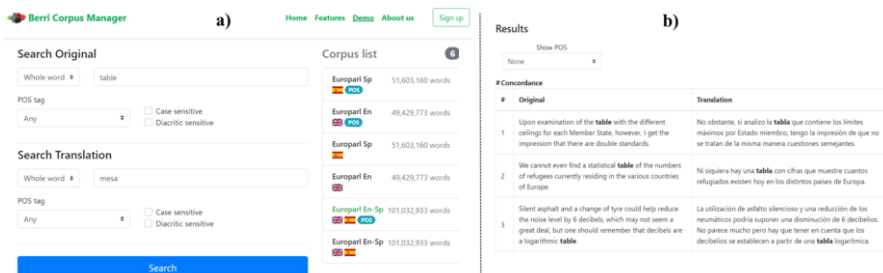 Berri Corpus Manager
a)
Home Features Demo About us Sign up
Search Original
Whole word table
POS tag
Any
Case sensitive
Diacritic sensitive
Search Translation
Whole word mesa
POS tag
Any
Case sensitive
Diacritic sensitive
Search
Corpus list 6
Europarl Sp 51,603,160 words
POS
Europarl En 49,429,773 words
POS
Europarl Sp 51,603,160 words
Europarl En 49,429,773 words
Europarl En-Sp 101,032,933 words
POS
Europarl En-Sp 101,032,933 words
b)
Results
Show POS
None
#Concordance
# Original Translation
1
Upon examination of the table with the different
ceilings for each Member State, however, I get the
impression that there are double standards.
No obstante, si analizo la tabla que contiene los límites
máximos por Estado miembro, tengo la impresión de que no
se tratan de la misma manera cuestiones semejantes.
2
We cannot even find a statistical table of the numbers
of refugees currently residing in the various countries
of Europe.
Ni siquiera hay una tabla con cifras que muestre cuantos
refugiados existen hoy en los distintos países de Europa.
3
Silent asphalt and a change of tyre could help reduce
the noise level by 6 decibels, which may not seem a
great deal, but one should remember that decibels are
a logarithmic table.
La utilización de asfalto silencioso y una reducción de los
neumáticos podría suponer una disminución de 6 decibelios.
No parece mucho pero hay que tener en cuenta que los
decibelios se establecen a partir de una tabla logarítmica.